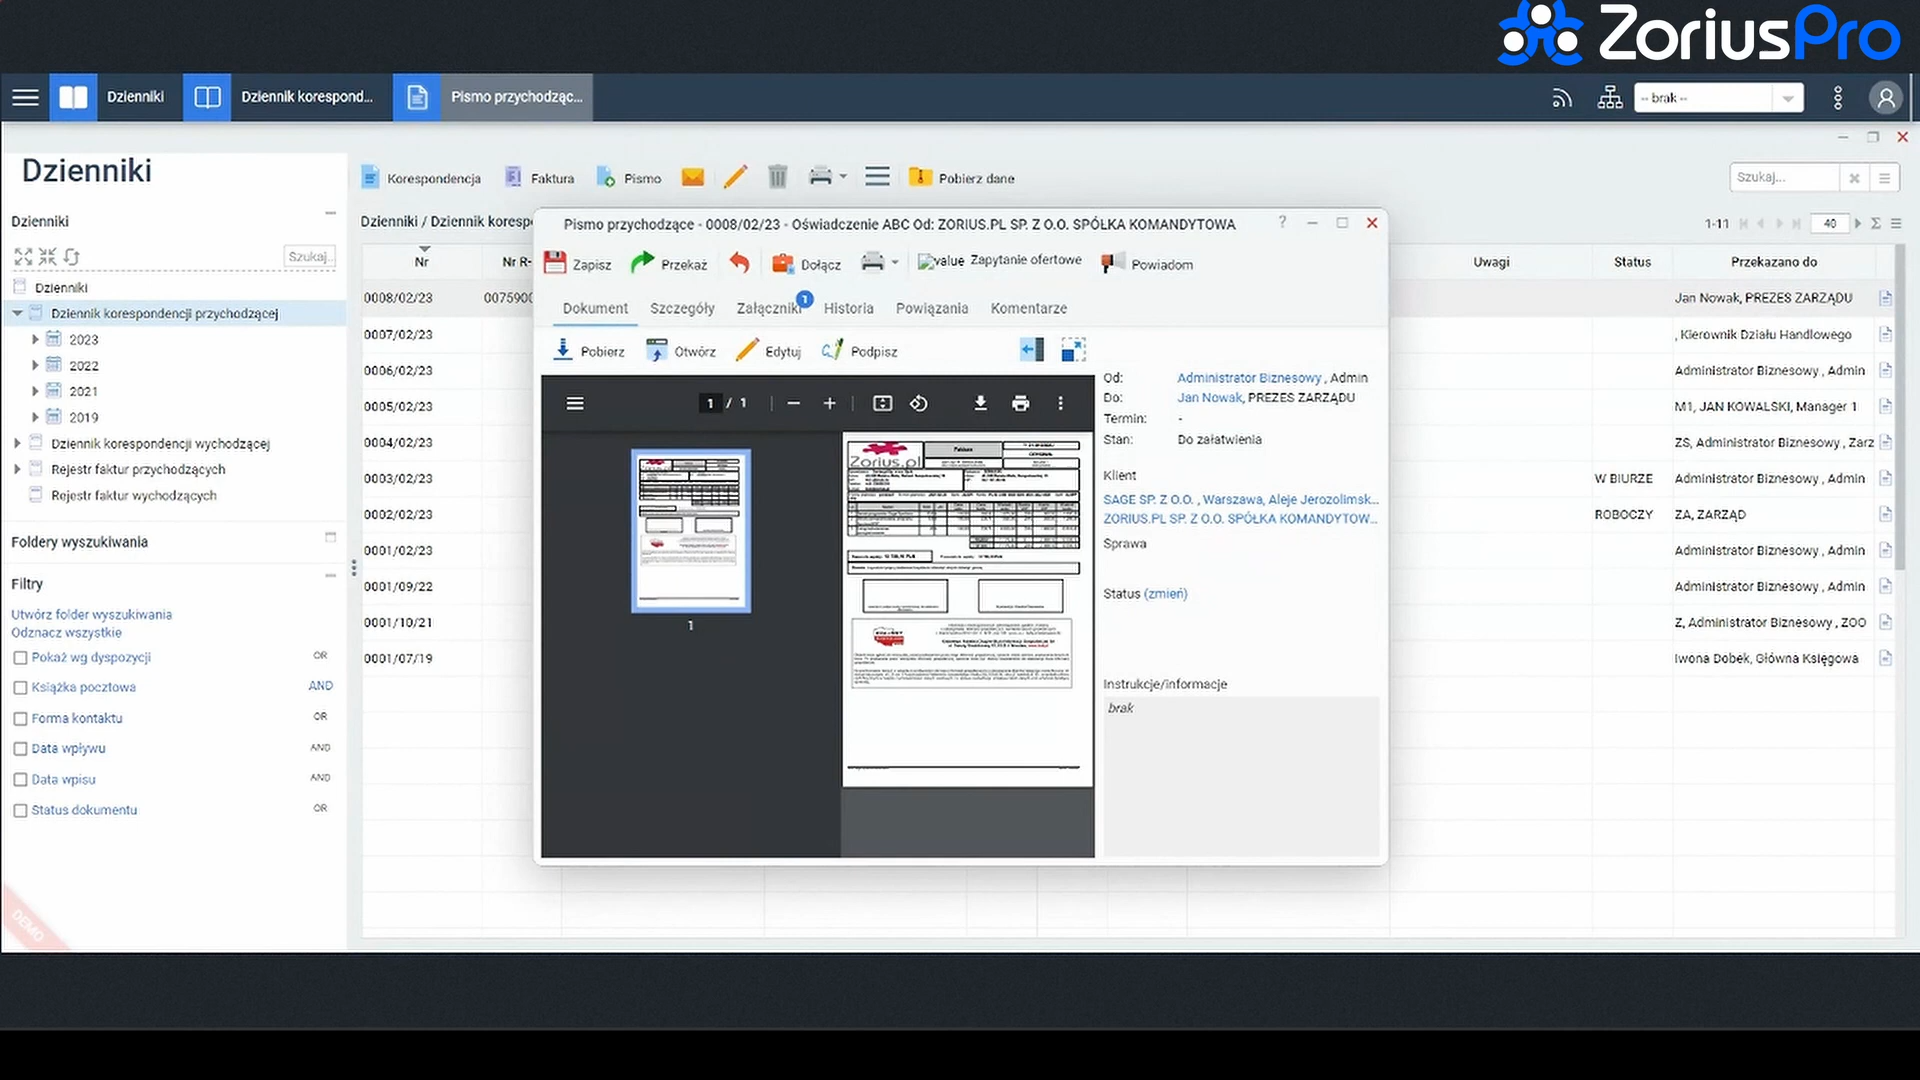 ZoriusPro
Dzienniki
Dziennik korespond...
Pismo przychodząc...
-- brak --
Dzienniki
Korespondencja
Faktura
Pismo
Pobierz dane
Szukaj...
Dzienniki
Dzienniki / Dziennik korespo
1-11
40
Szukaj...
Nr
Nr R-
Uwagi
Status
Przekazano do
Dzienniki
Dziennik korespondencji przychodzącej
2023
2022
2021
2019
Dziennik korespondencji wychodzącej
Rejestr faktur przychodzących
Rejestr faktur wychodzących
Foldery wyszukiwania
Filtry
Utwórz folder wyszukiwania
Odznacz wszystkie
Pokaż wg dyspozycji OR
Książka pocztowa AND
Forma kontaktu OR
Data wpływu AND
Data wpisu AND
Status dokumentu OR
DEMO
0008/02/23 0075900 Jan Nowak, PREZES ZARZĄDU
0007/02/23 , Kierownik Działu Handlowego
0006/02/23 Administrator Biznesowy , Admin
0005/02/23 M1, JAN KOWALSKI, Manager 1
0004/02/23 ZS, Administrator Biznesowy , Zarz
0003/02/23 W BIURZE Administrator Biznesowy , Admin
0002/02/23 ROBOCZY ZA, ZARZĄD
0001/02/23 Administrator Biznesowy , Admin
0001/09/22 Administrator Biznesowy , Admin
0001/10/21 Z, Administrator Biznesowy , ZOO
0001/07/19 Iwona Dobek, Główna Księgowa
Pismo przychodzące - 0008/02/23 - Oświadczenie ABC Od: ZORIUS.PL SP. Z O.O. SPÓŁKA KOMANDYTOWA
Zapisz
Przekaż
Dołącz
value Zapytanie ofertowe
Powiadom
Dokument
Szczegóły
Załączniki 1
Historia
Powiązania
Komentarze
Pobierz
Otwórz
Edytuj
Podpisz
1 / 1
1
Zorius.pl
Faktura
Od: Administrator Biznesowy , Admin
Do: Jan Nowak, PREZES ZARZĄDU
Termin: -
Stan: Do załatwienia
Klient
SAGE SP. Z O.O. , Warszawa, Aleje Jerozolimsk...
ZORIUS.PL SP. Z O.O. SPÓŁKA KOMANDYTOW...
Sprawa
Status (zmień)
Instrukcje/informacje
brak